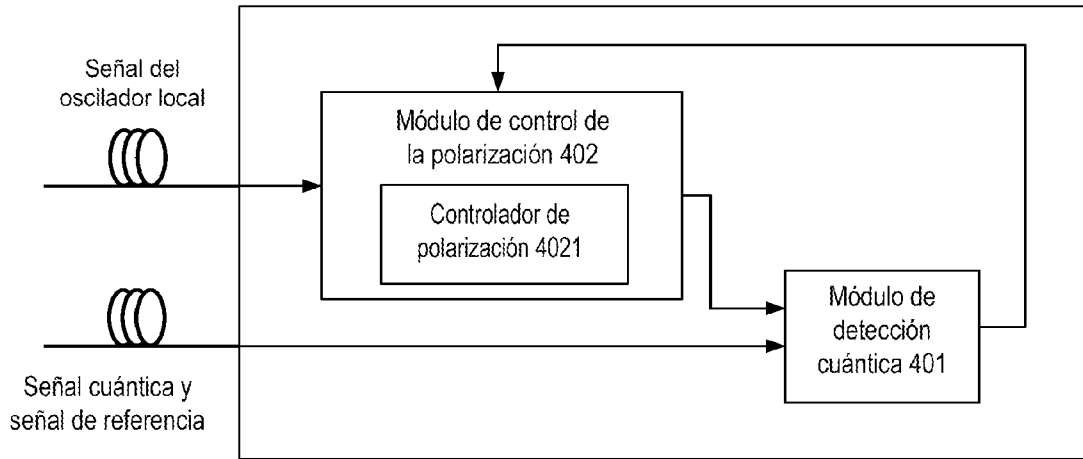 Señal del
oscilador local
Módulo de control de
la polarización 402
Controlador de
polarización 4021
Módulo de
detección
cuántica 401
Señal cuántica y
señal de referencia